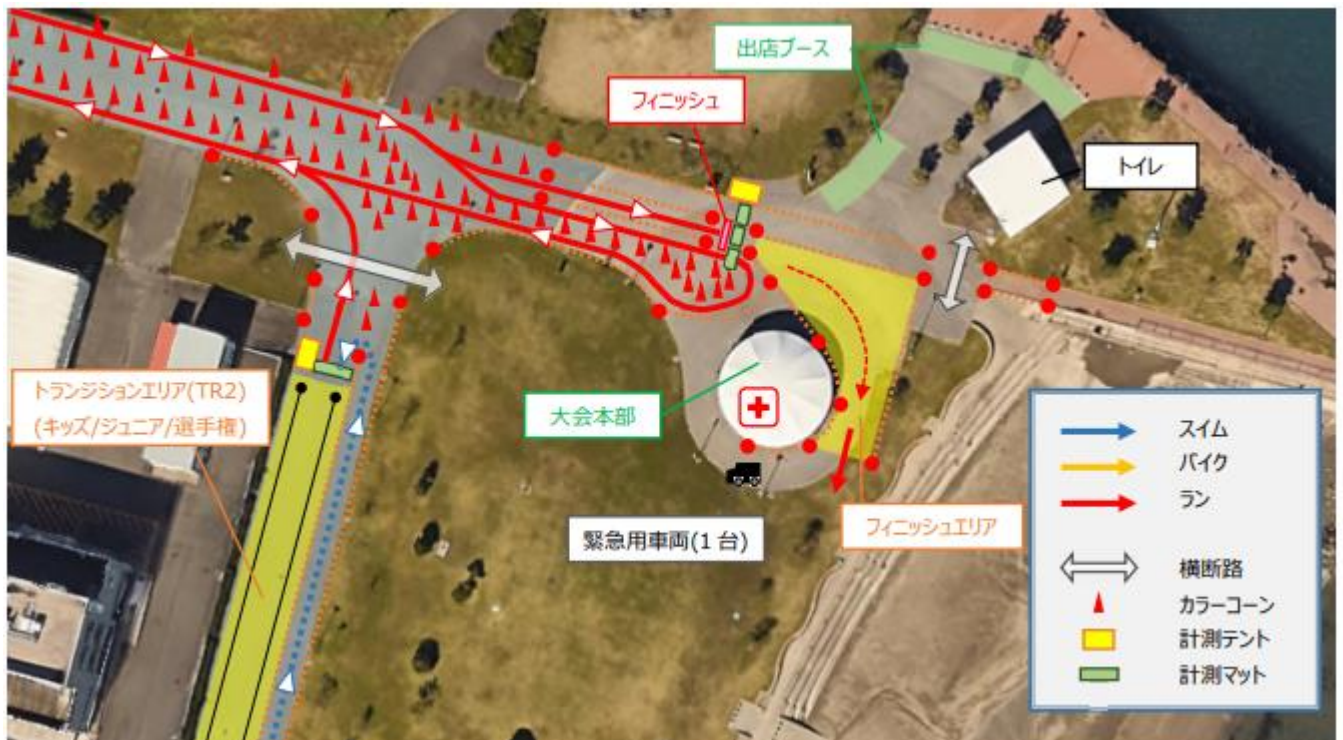 出店ブース
フィニッシュ
トイレ
トランジションエリア(TR2)
(キッズ/ジュニア/選手権)
大会本部
緊急用車両(1 台)
フィニッシュエリア
スイム
バイク
ラン
横断路
カラーコーン
計測テント
計測マット